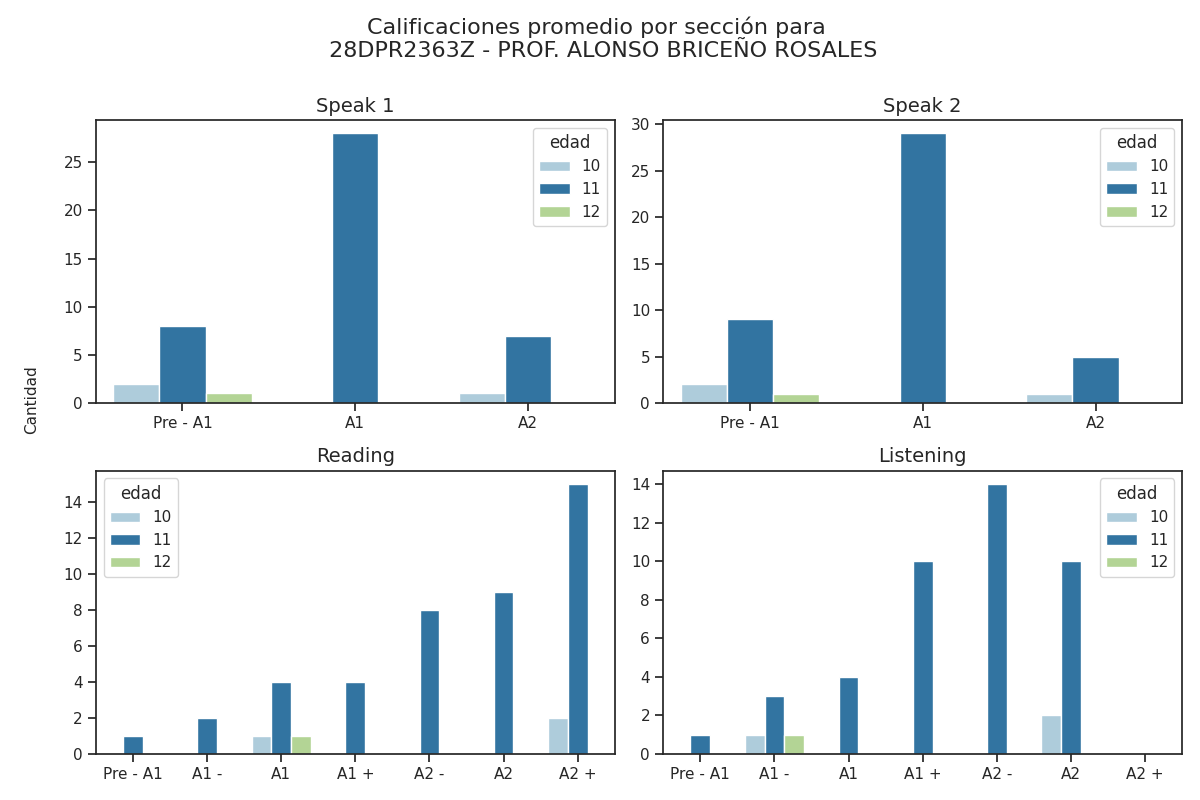 Calificaciones promedio por sección para
28DPR2363Z - PROF. ALONSO BRICEÑO ROSALES
Cantidad
Speak 1
25
20
15
10
5
0
Pre - A1 A1 A2
edad
10
11
12
Speak 2
30
25
20
15
10
5
0
Pre - A1 A1 A2
edad
10
11
12
Reading
14
12
10
8
6
4
2
0
Pre - A1 A1 - A1 A1 + A2 - A2 A2 +
edad
10
11
12
Listening
14
12
10
8
6
4
2
0
Pre - A1 A1 - A1 A1 + A2 - A2 A2 +
edad
10
11
12